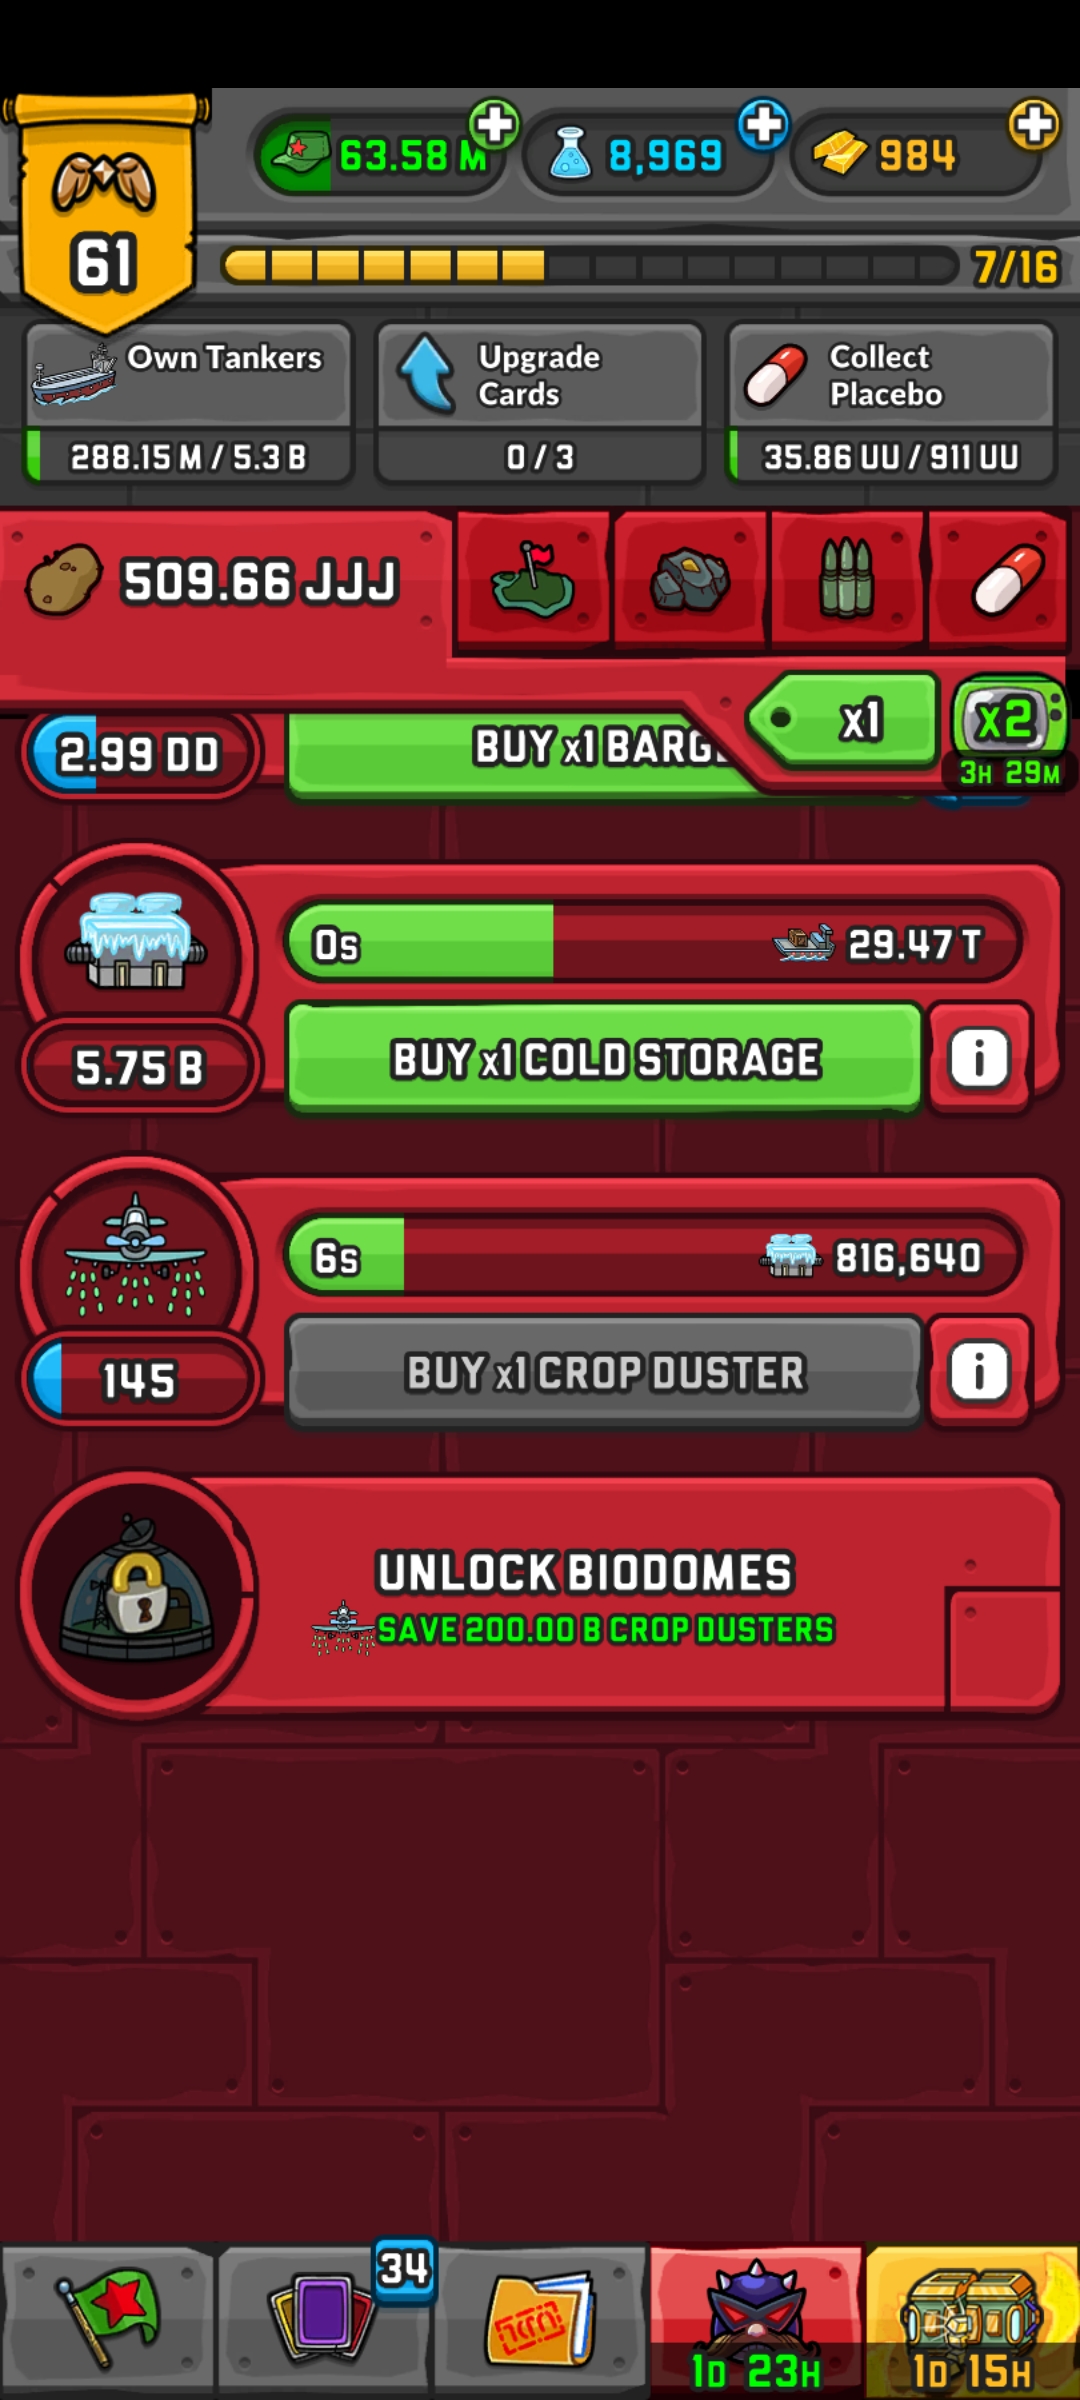 63.58 M
8,969
984
61
7/16
Own Tankers
288.15 M / 5.3 B
Upgrade
Cards
0 / 3
Collect
Placebo
35.86 UU / 911 UU
509.66 JJJ
x1
x2
3H 29M
2.99 DD
BUY x1
0s
29.47 T
5.75 B
BUY x1 COLD STORAGE
i
6s
816,640
145
BUY x1 CROP DUSTER
i
UNLOCK BIODOMES
SAVE 200.00 B CROP DUSTERS
34
1D 23H
1D 15H